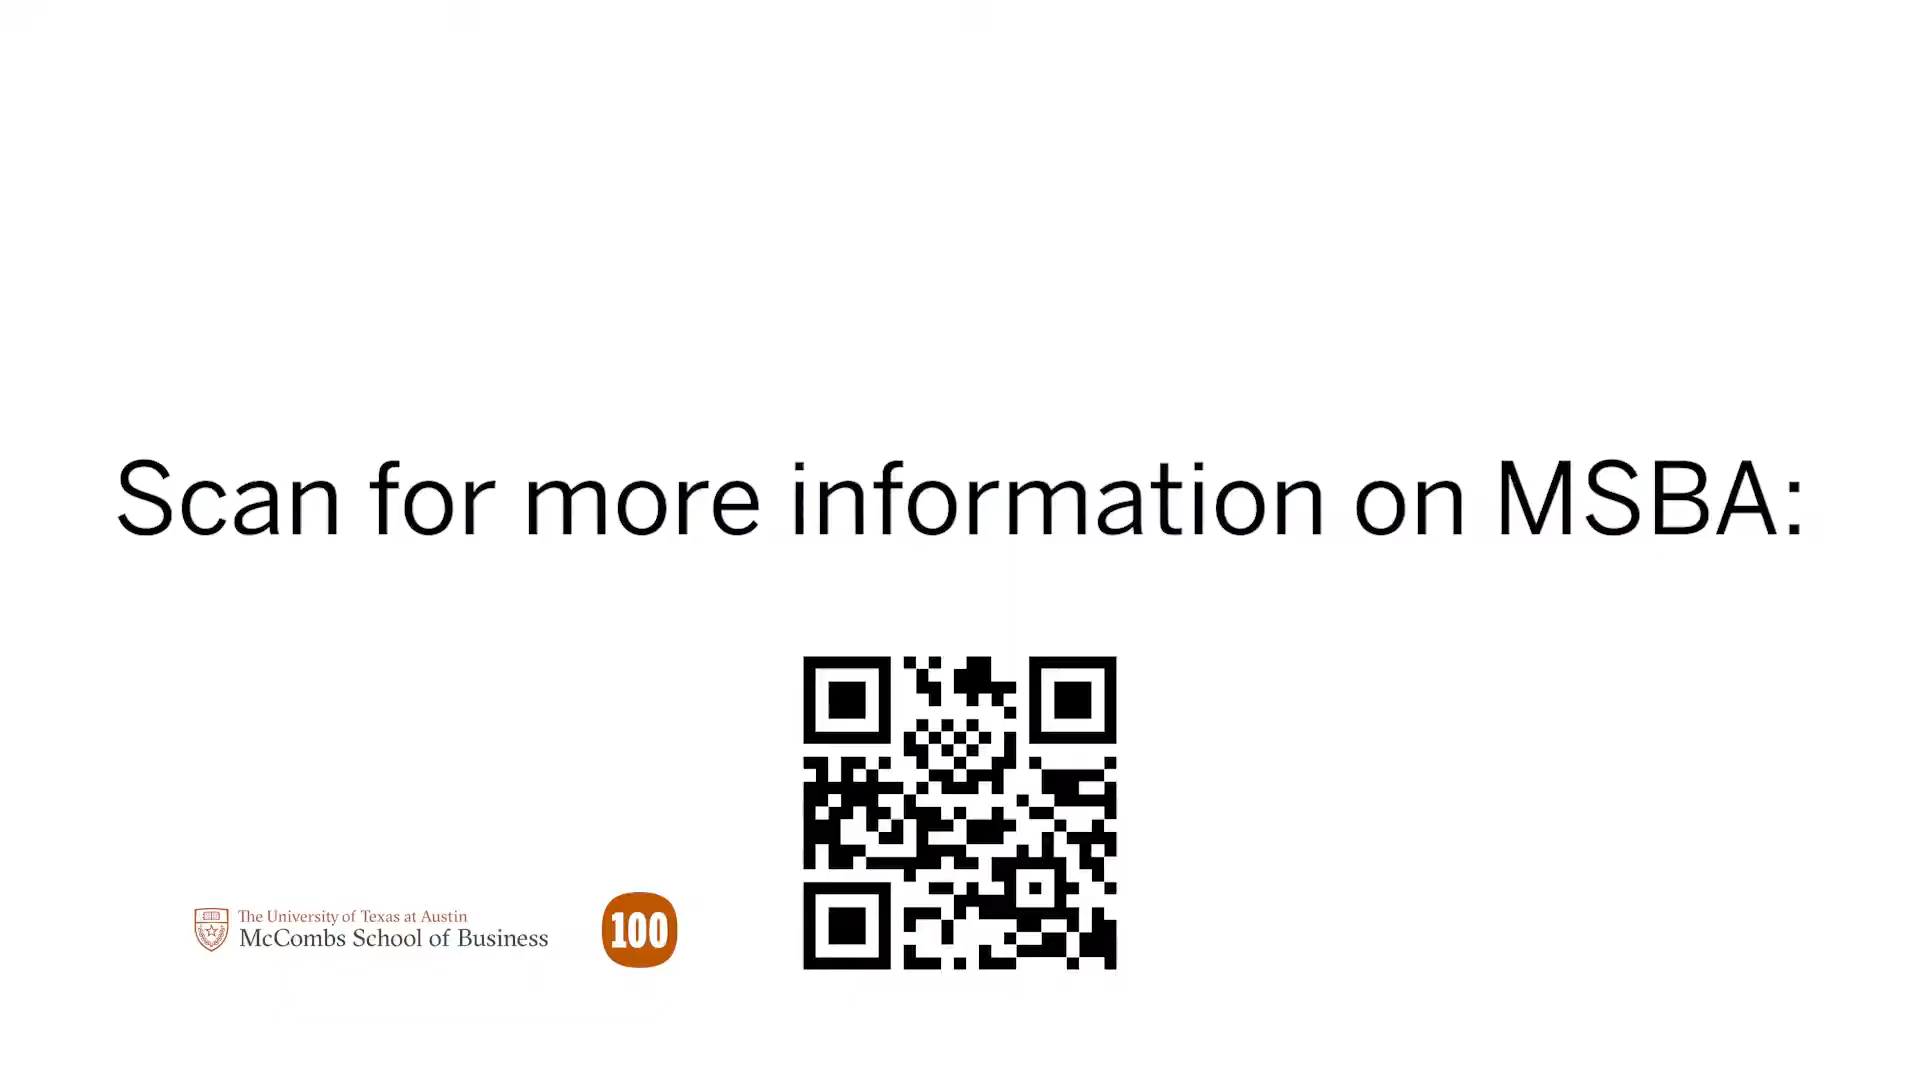 Scan for more information on MSBA:
The University of Texas at Austin
McCombs School of Business
100